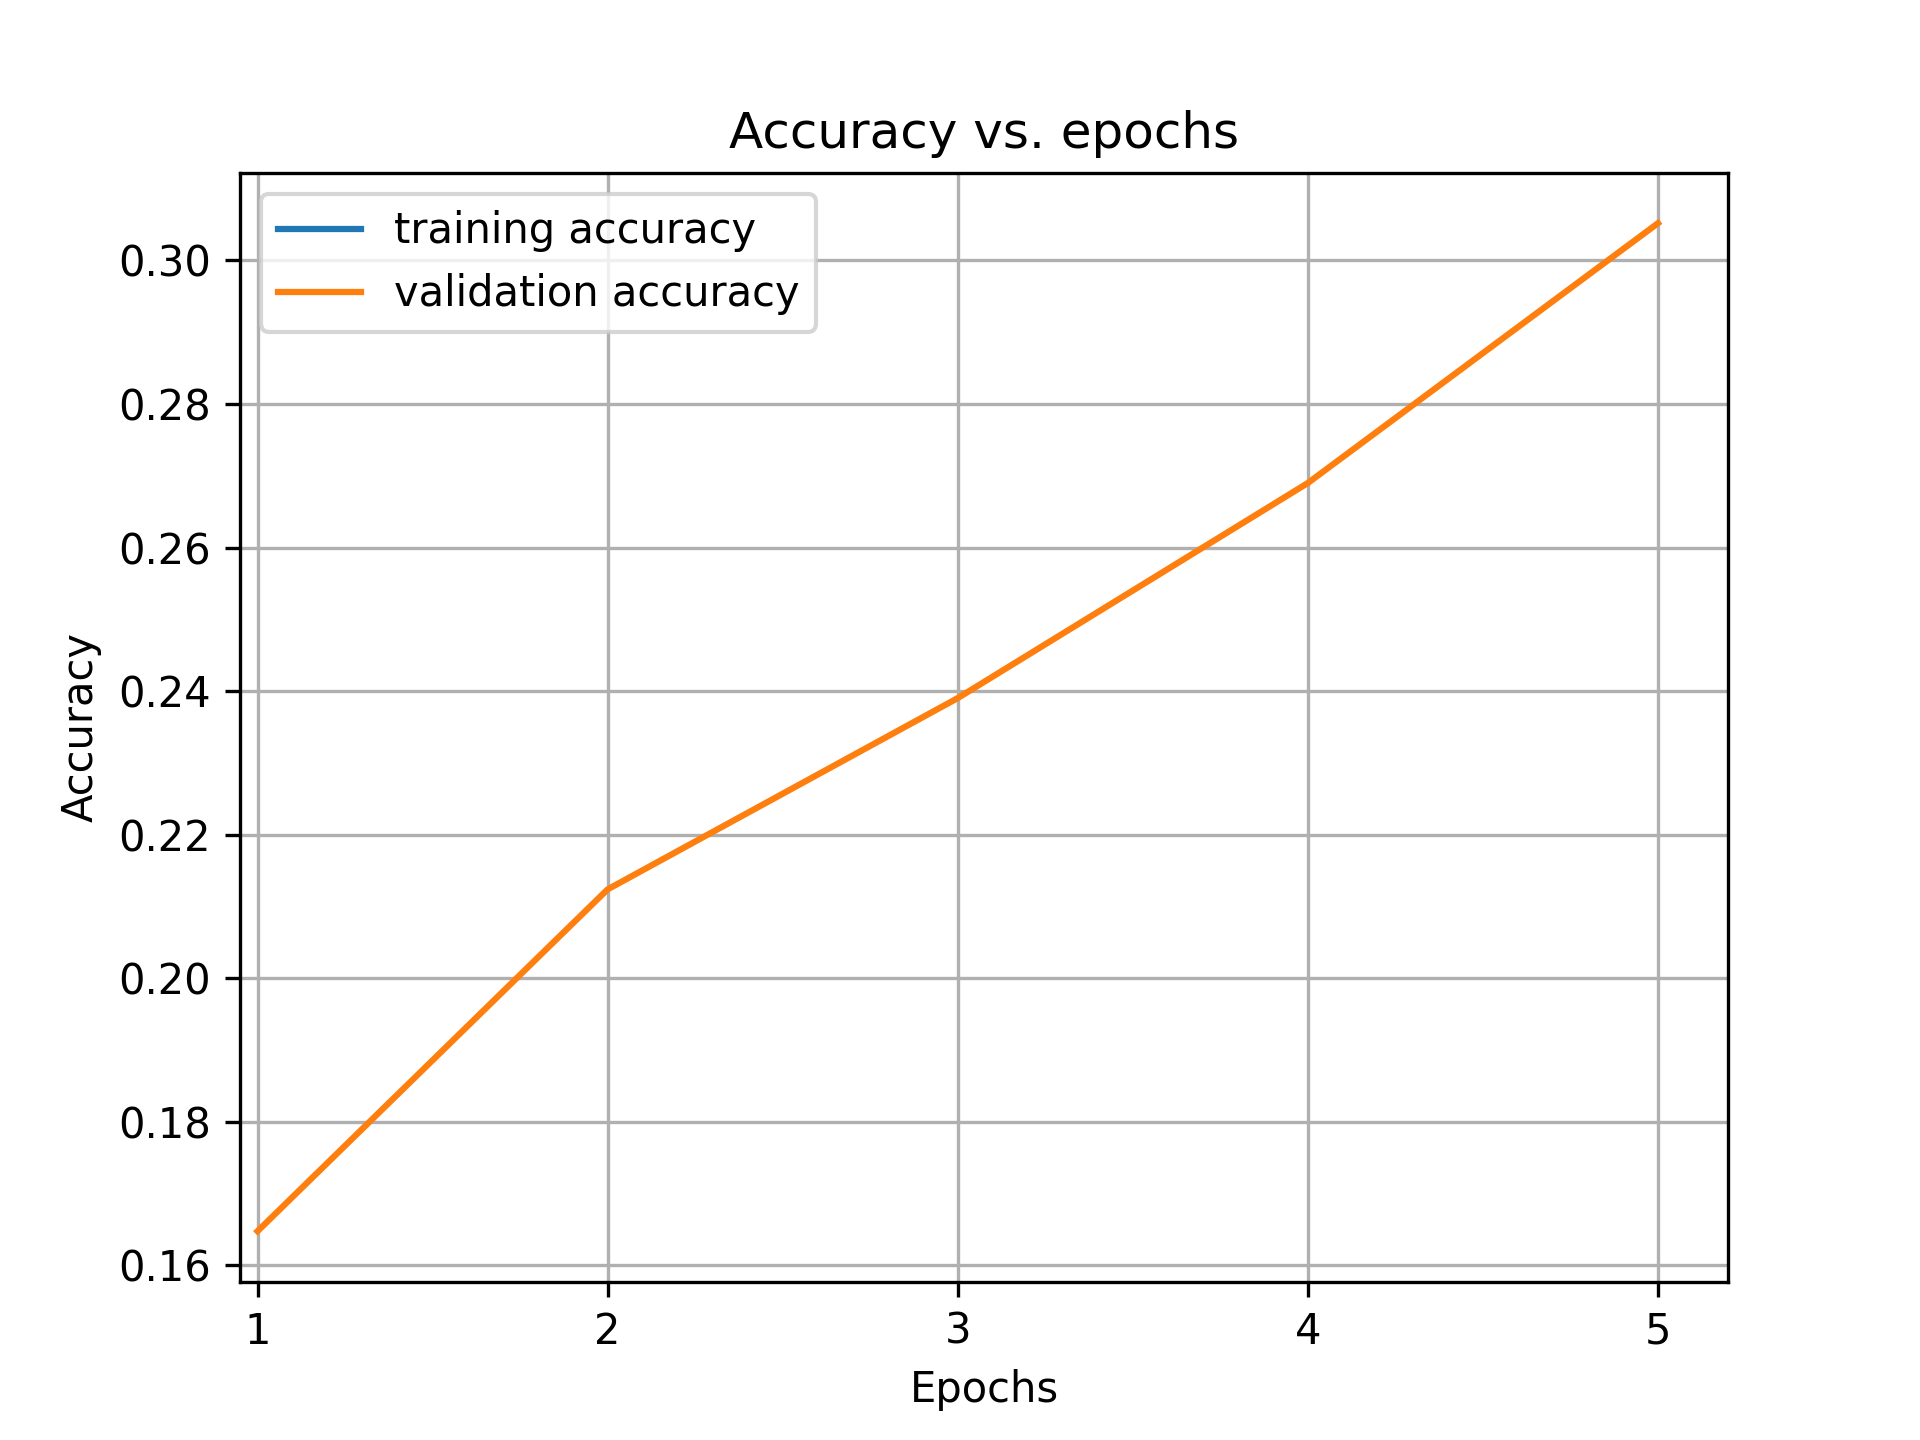 Accuracy vs. epochs
training accuracy
validation accuracy
0.30
0.28
0.26
0.24
0.22
0.20
0.18
0.16
Accuracy
1 2 3 4 5
Epochs